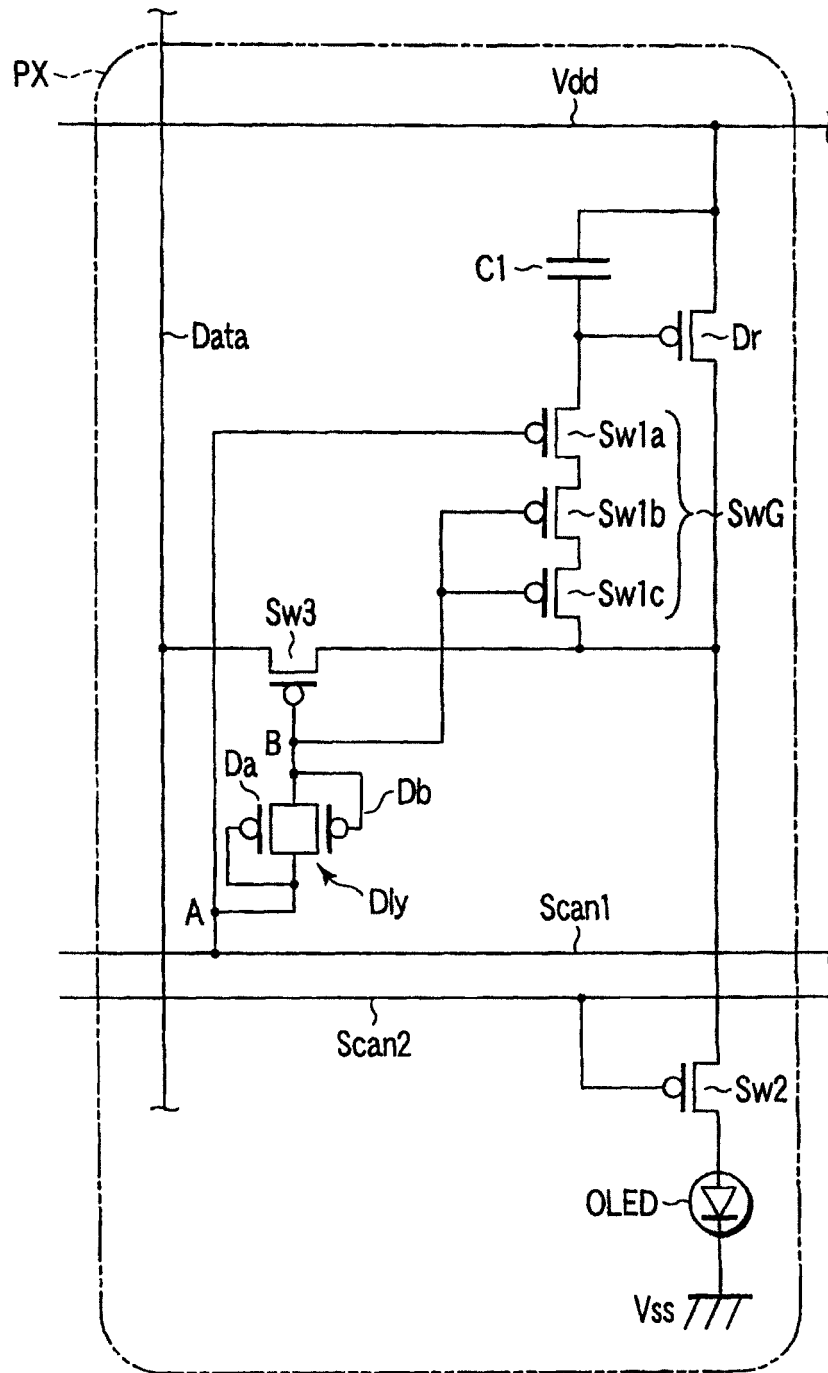 PX
Vdd
C1
Data
Dr
Sw1a
Sw1b
SwG
Sw1c
Sw3
B
Da
Db
Dly
A
Scan1
Scan2
Sw2
OLED
Vss